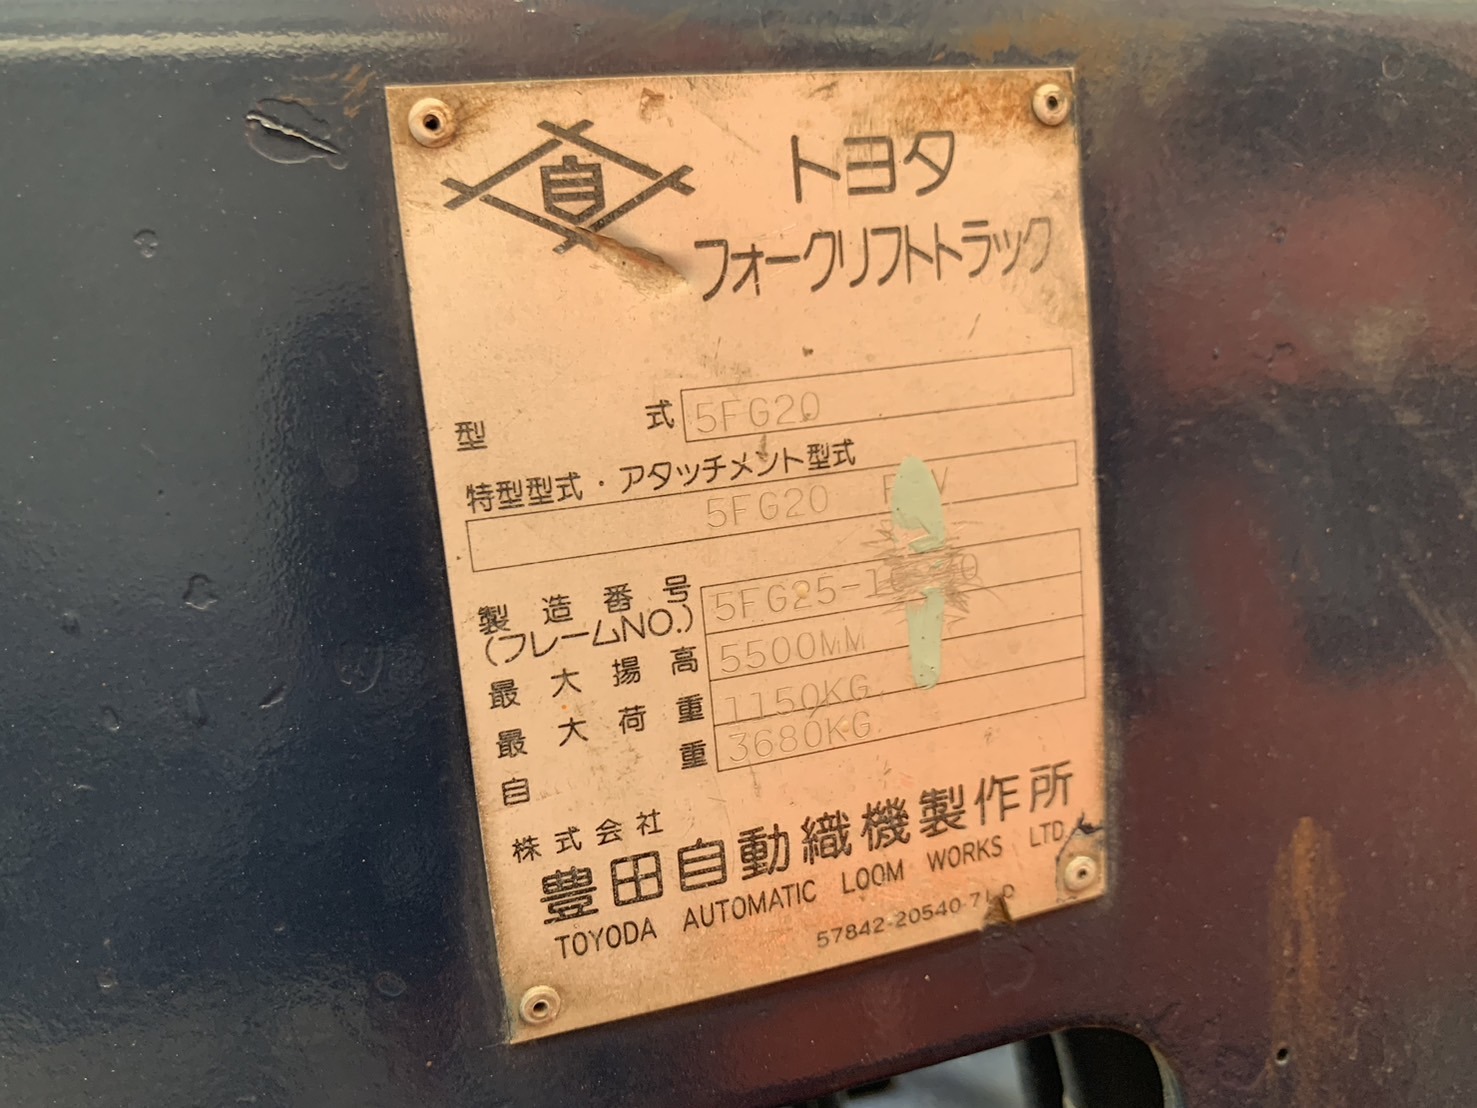 自
トヨタ
フォークリフトトラック
型 式 5FG20
特型型式・アタッチメント型式
5FG20
製造番号
(フレームNO.) 5FG25-1
最大揚高 5500MM
最大荷重 1150KG
自重 3680KG
株式会社
豊田自動織機製作所
TOYODA AUTOMATIC LOOM WORKS LTD.
57842-20540-71